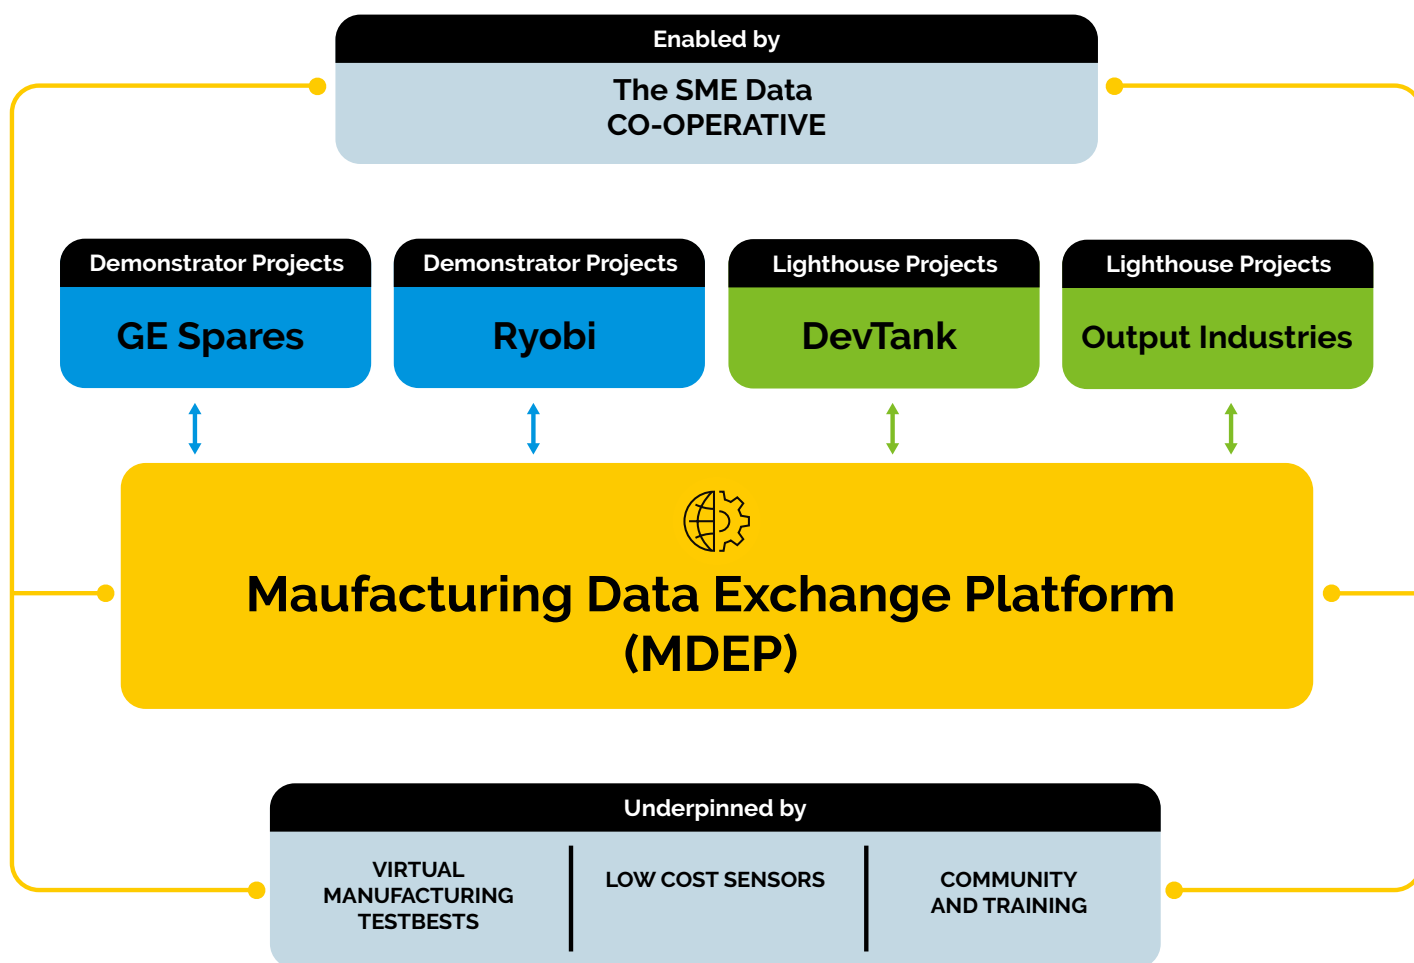 Enabled by
The SME Data
CO-OPERATIVE
Demonstrator Projects
GE Spares
Demonstrator Projects
Ryobi
Lighthouse Projects
DevTank
Lighthouse Projects
Output Industries
Maufacturing Data Exchange Platform
(MDEP)
Underpinned by
VIRTUAL
MANUFACTURING
TESTBESTS
LOW COST SENSORS
COMMUNITY
AND TRAINING